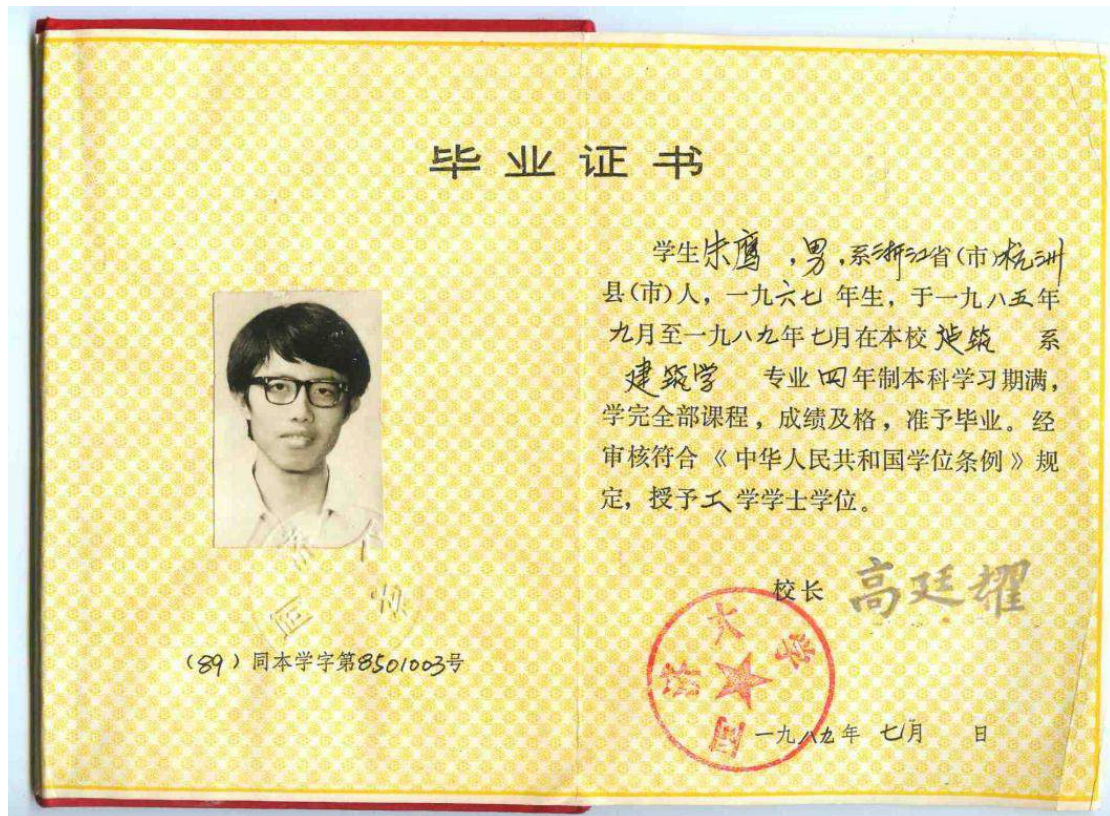 毕业证书
学生朱鹰,男,系浙江省(市)杭洲
县(市)人,一九六七年生,于一九八五年
九月至一九八九年七月在本校建筑 系
建筑学 专业四年制本科学习期满,
学完全部课程,成绩及格,准予毕业。经
审核符合《中华人民共和国学位条例》规
定,授予工学学士学位。
校长 高廷耀
同济大学
(89)同本学字第8501003号
一九八九年 七月 日